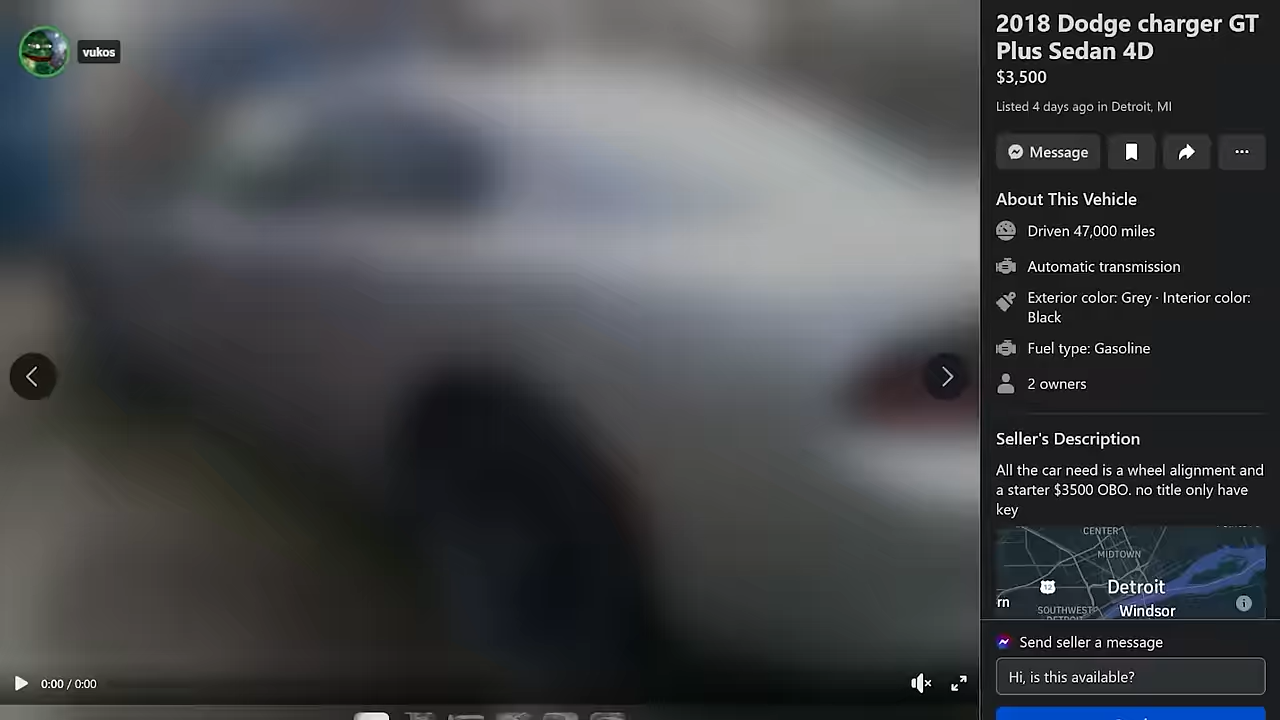 vukos
0:00 / 0:00
2018 Dodge charger GT
Plus Sedan 4D
$3,500
Listed 4 days ago in Detroit, MI
Message
About This Vehicle
Driven 47,000 miles
Automatic transmission
Exterior color: Grey · Interior color:
Black
Fuel type: Gasoline
2 owners
Seller's Description
All the car need is a wheel alignment and
a starter $3500 OBO. no title only have
key
CENTER
MIDTOWN
12
Detroit
rn
SOUTHWEST
DETROIT
Windsor
Send seller a message
Hi, is this available?